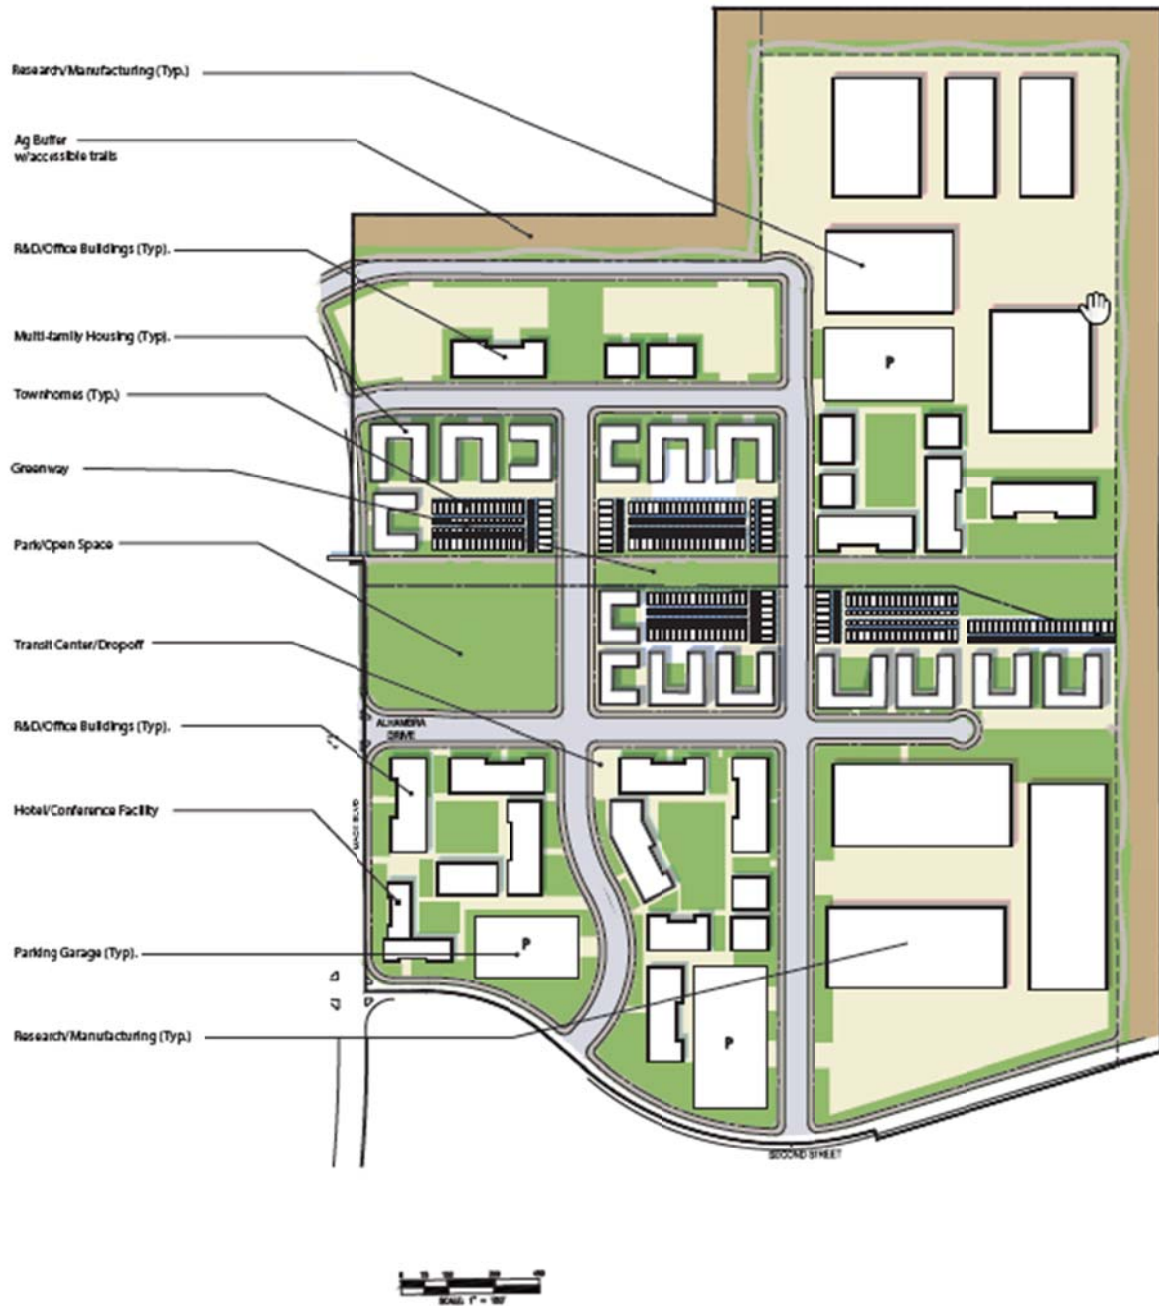 Research/Manufacturing (Typ.)
Ag Buffer
w/accessible trails
R&D/Office Buildings (Typ).
Multi-family Housing (Typ).
Townhomes (Typ.)
Greenway
Park/Open Space
Transit Center/Dropoff
R&D/Office Buildings (Typ).
Hotel/Conference Facility
Parking Garage (Typ).
Research/Manufacturing (Typ.)
P
ALHAMBRA
DRIVE
MACE BLVD
P
P
SECOND STREET